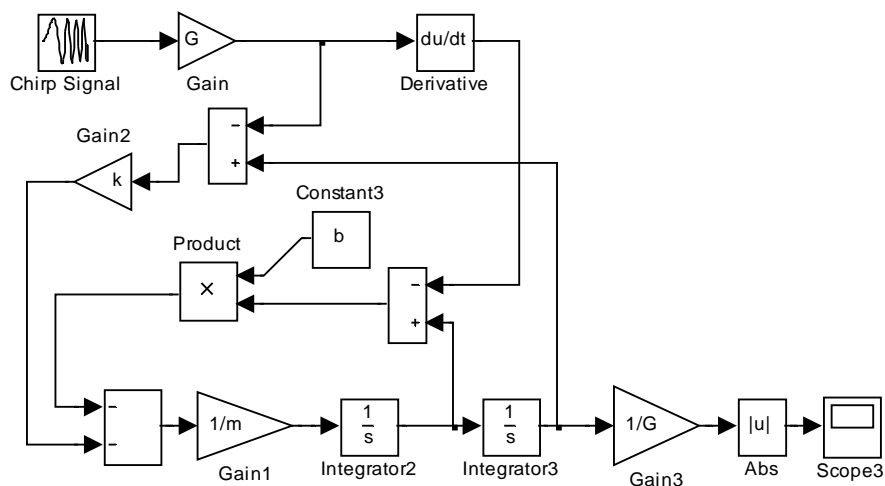 G
du/dt
Chirp Signal
Gain
Derivative
−
Gain2
+
k
Constant3
b
Product
×
−
+
−
−
1/m
1
s
1
s
1/G
|u|
Gain1
Integrator2
Integrator3
Gain3
Abs
Scope3